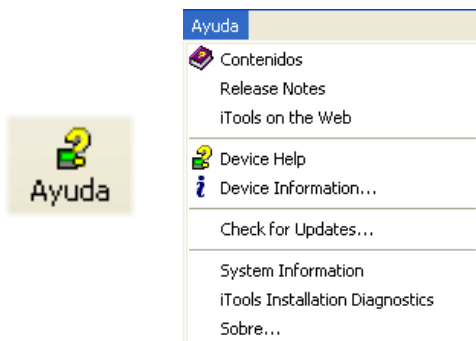 Ayuda
Ayuda
Contenidos
Release Notes
iTools on the Web
Device Help
Device Information...
Check for Updates...
System Information
iTools Installation Diagnostics
Sobre...